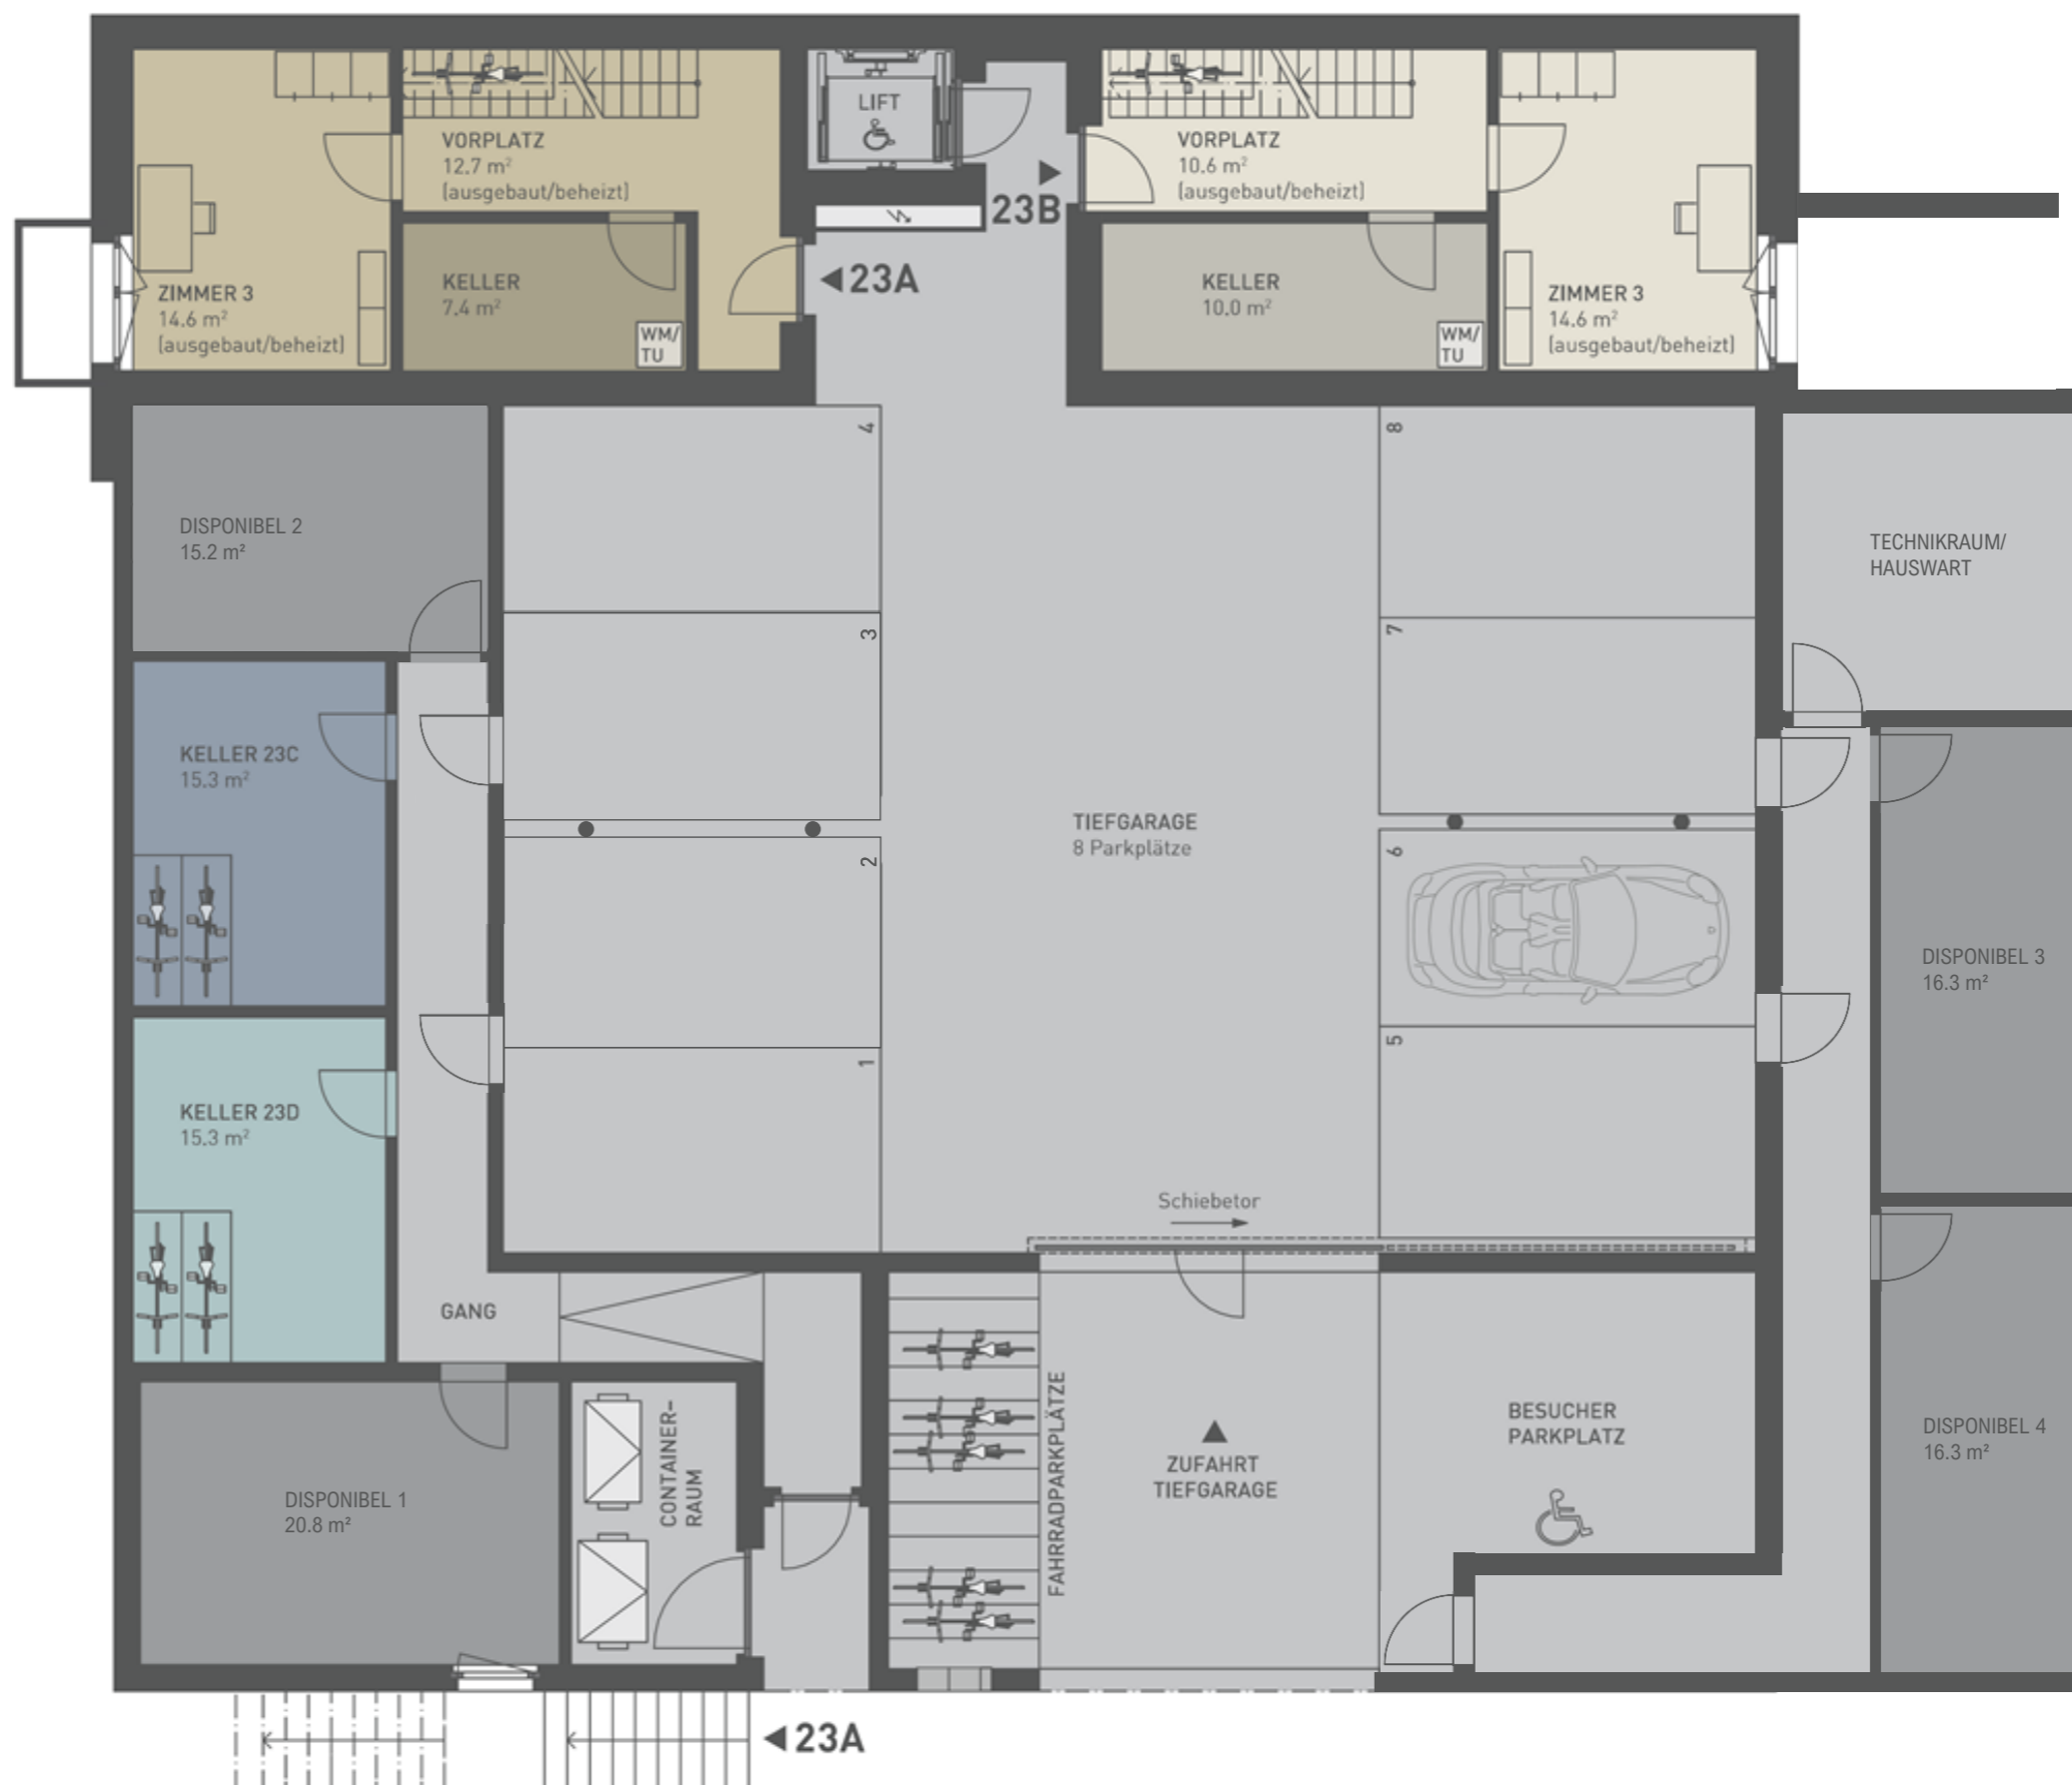 LIFT
VORPLATZ
12.7 m²
(ausgebaut/beheizt)
VORPLATZ
10.6 m²
(ausgebaut/beheizt)
23B
ZIMMER 3
14.6 m²
(ausgebaut/beheizt)
KELLER
7.4 m²
WM/
TU
23A
KELLER
10.0 m²
WM/
TU
ZIMMER 3
14.6 m²
(ausgebaut/beheizt)
4
8
DISPONIBEL 2
15.2 m²
TECHNIKRAUM/
HAUSWART
3
7
KELLER 23C
15.3 m²
TIEFGARAGE
8 Parkplätze
2
6
DISPONIBEL 3
16.3 m²
1
5
KELLER 23D
15.3 m²
Schiebetor
GANG
FAHRRADPARKPLÄTZE
BESUCHER
PARKPLATZ
ZUFAHRT
TIEFGARAGE
DISPONIBEL 4
16.3 m²
DISPONIBEL 1
20.8 m²
CONTAINER-
RAUM
23A